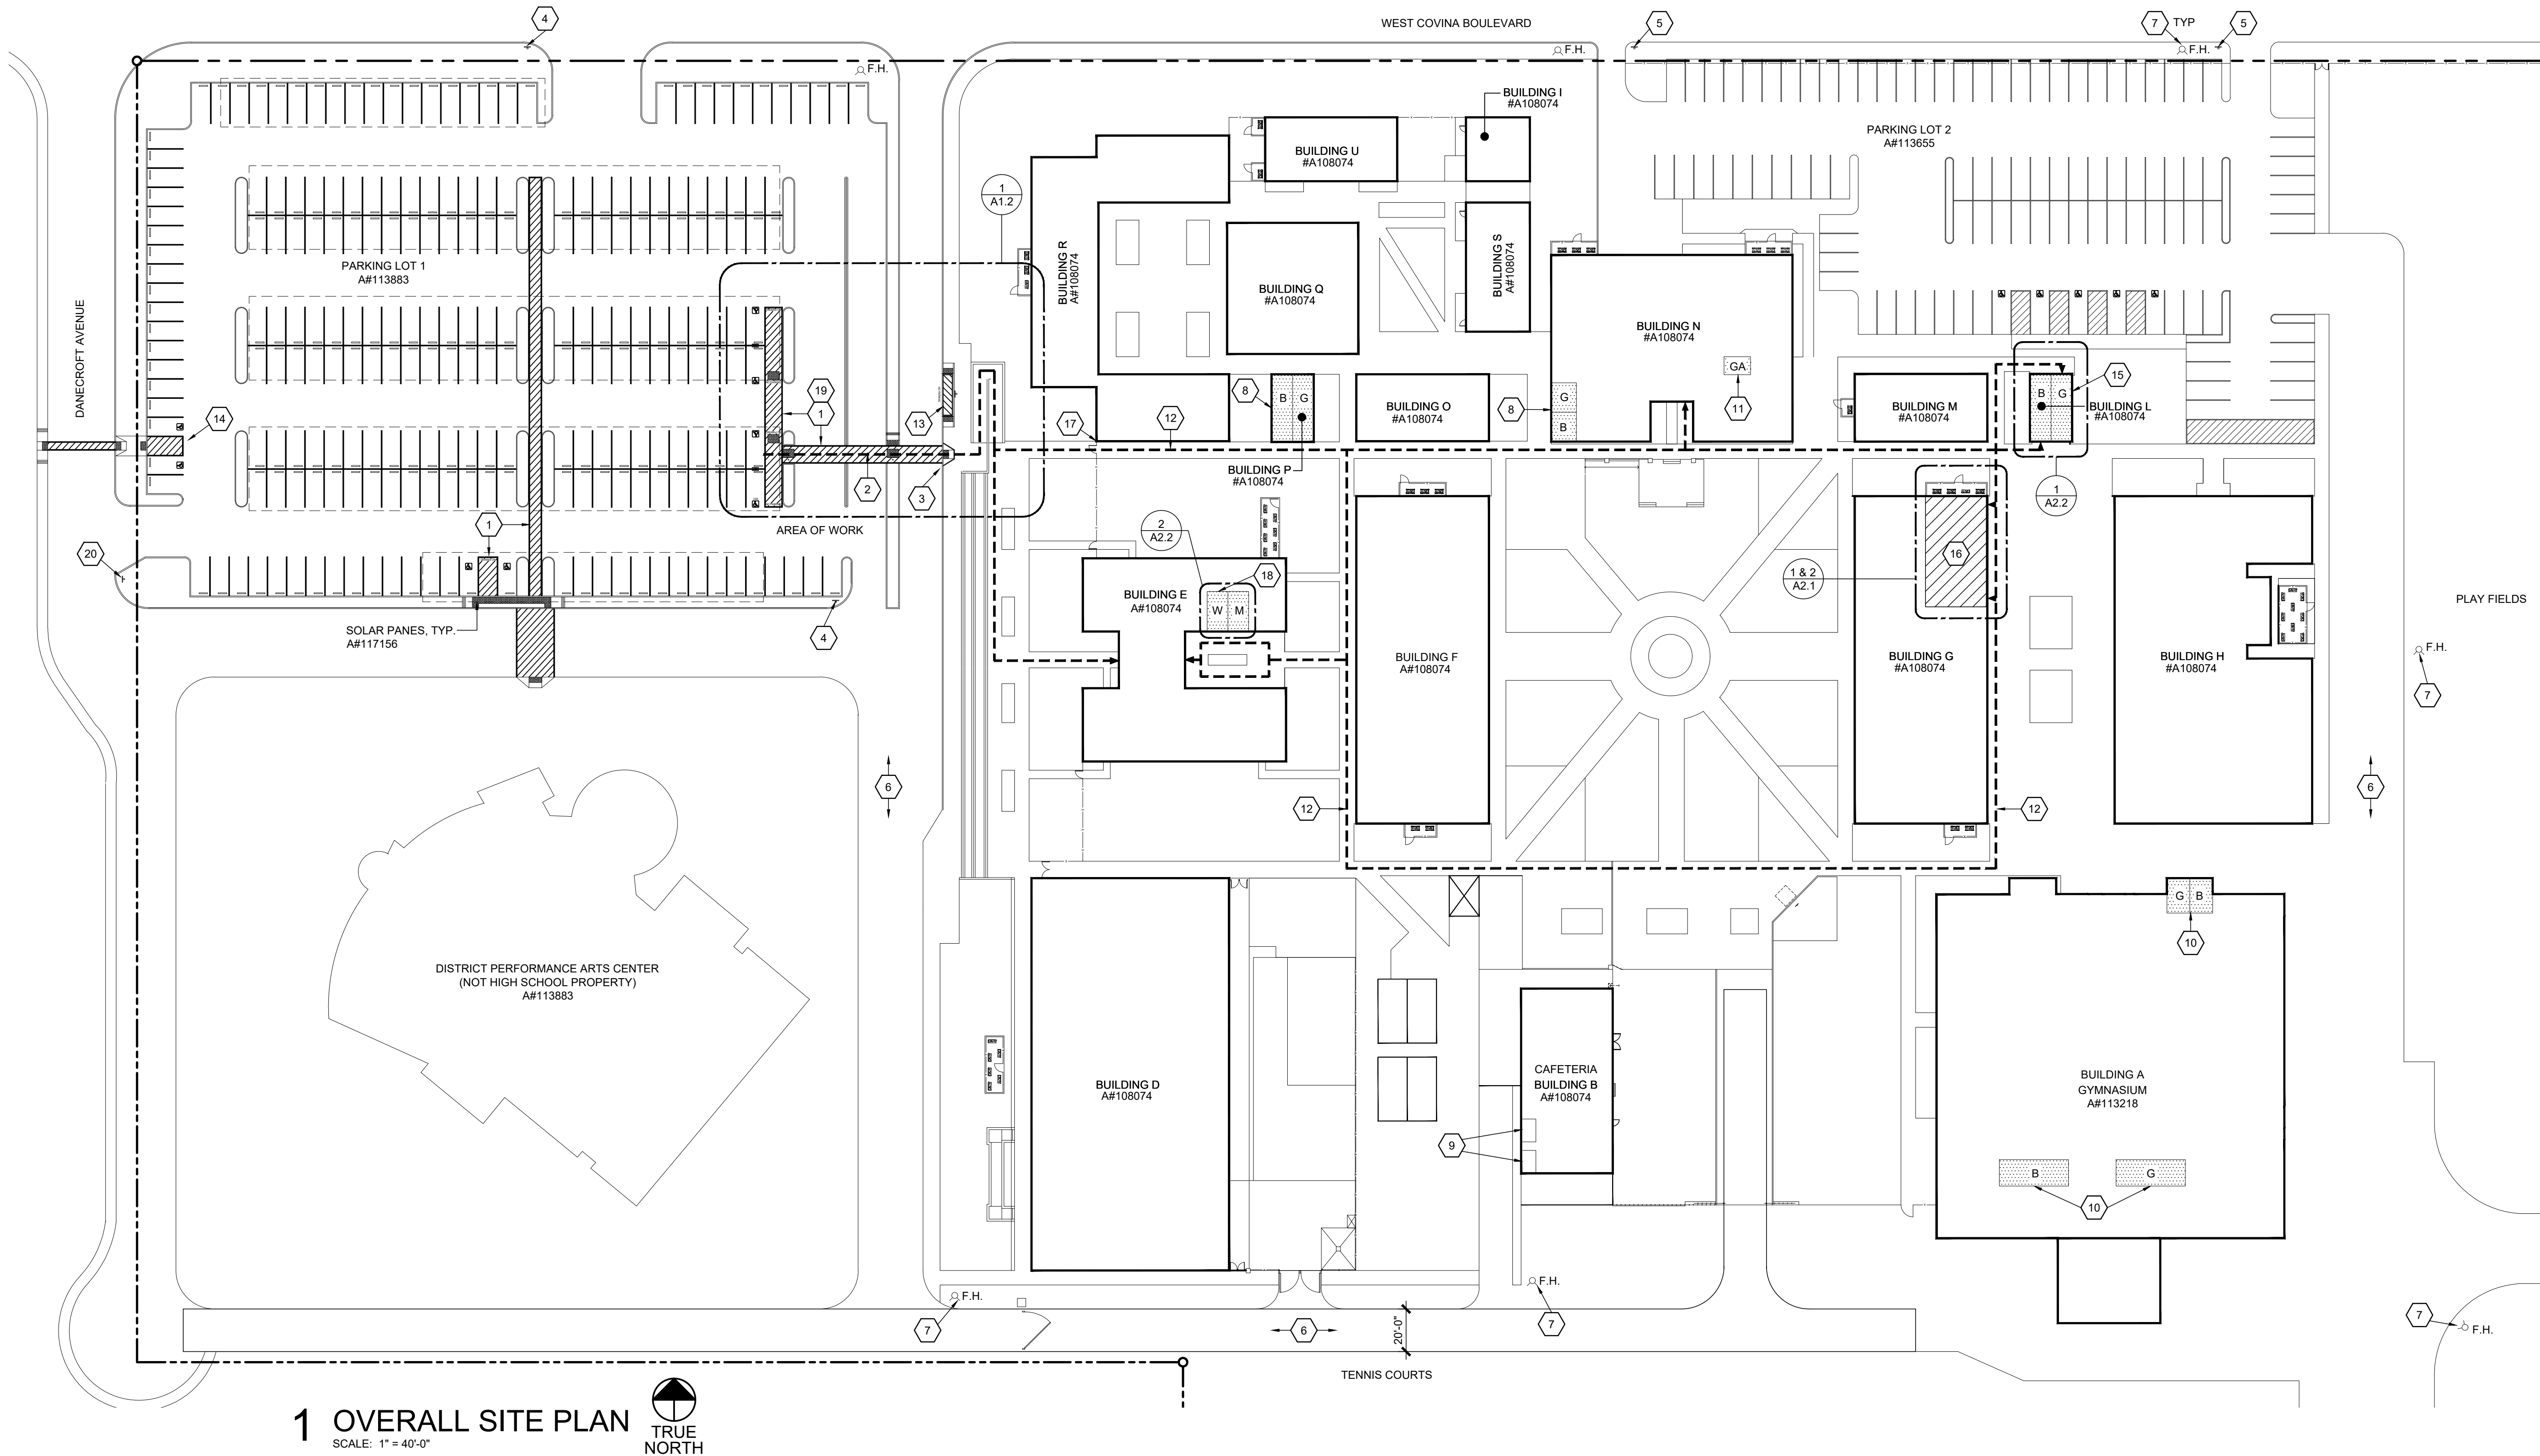 WEST COVINA BOULEVARD
4
5
7
TYP
5
F.H.
F.H.
F.H.
BUILDING I
#A108074
PARKING LOT 2
A#113655
BUILDING U
#A108074
1
A1.2
BUILDING R
A#108074
BUILDING S
A#108074
PARKING LOT 1
A#113883
BUILDING Q
#A108074
BUILDING N
#A108074
DANECROFT AVENUE
GA
11
19
1
8
B
G
12
BUILDING O
#A108074
8
G
B
BUILDING M
#A108074
B
G
15
BUILDING L
#A108074
14
13
17
2
3
BUILDING P
#A108074
1
A2.2
1
AREA OF WORK
2
A2.2
20
18
16
1 & 2
A2.1
BUILDING E
A#108074
W
M
PLAY FIELDS
SOLAR PANES, TYP.
A#117156
4
BUILDING F
A#108074
BUILDING G
#A108074
BUILDING H
#A108074
F.H.
7
6
12
12
6
G
B
10
DISTRICT PERFORMANCE ARTS CENTER
(NOT HIGH SCHOOL PROPERTY)
A#113883
BUILDING D
A#108074
CAFETERIA
BUILDING B
A#108074
BUILDING A
GYMNASIUM
A#113218
9
B
G
10
F.H.
F.H.
7
6
20'-0"
7
7
F.H.
TENNIS COURTS
1
OVERALL SITE PLAN
SCALE: 1" = 40'-0"
TRUE
NORTH